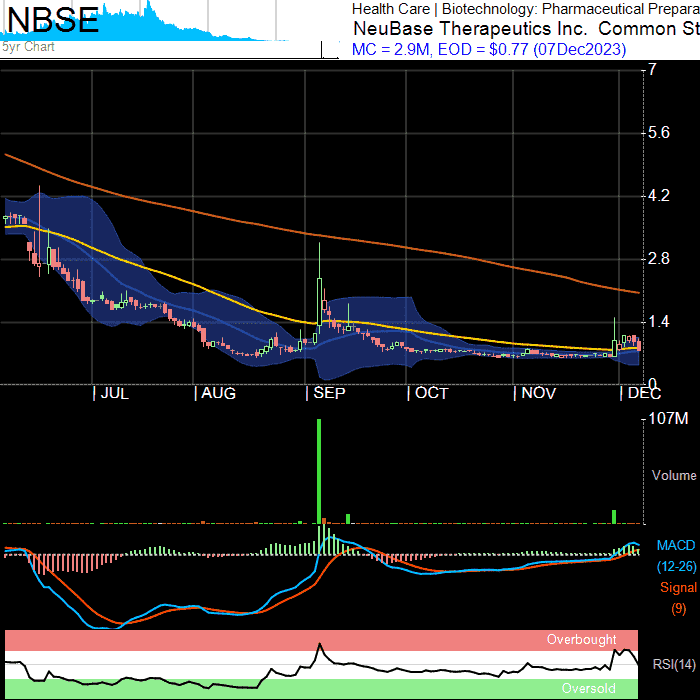 NBSE
5yr Chart
Health Care | Biotechnology: Pharmaceutical Prepara
NeuBase Therapeutics Inc. Common St
MC = 2.9M, EOD = $0.77 (07Dec2023)
7
5.6
4.2
2.8
1.4
0
JUL
AUG
SEP
OCT
NOV
DEC
107M
Volume
MACD
(12-26)
Signal
(9)
Overbought
RSI(14)
Oversold